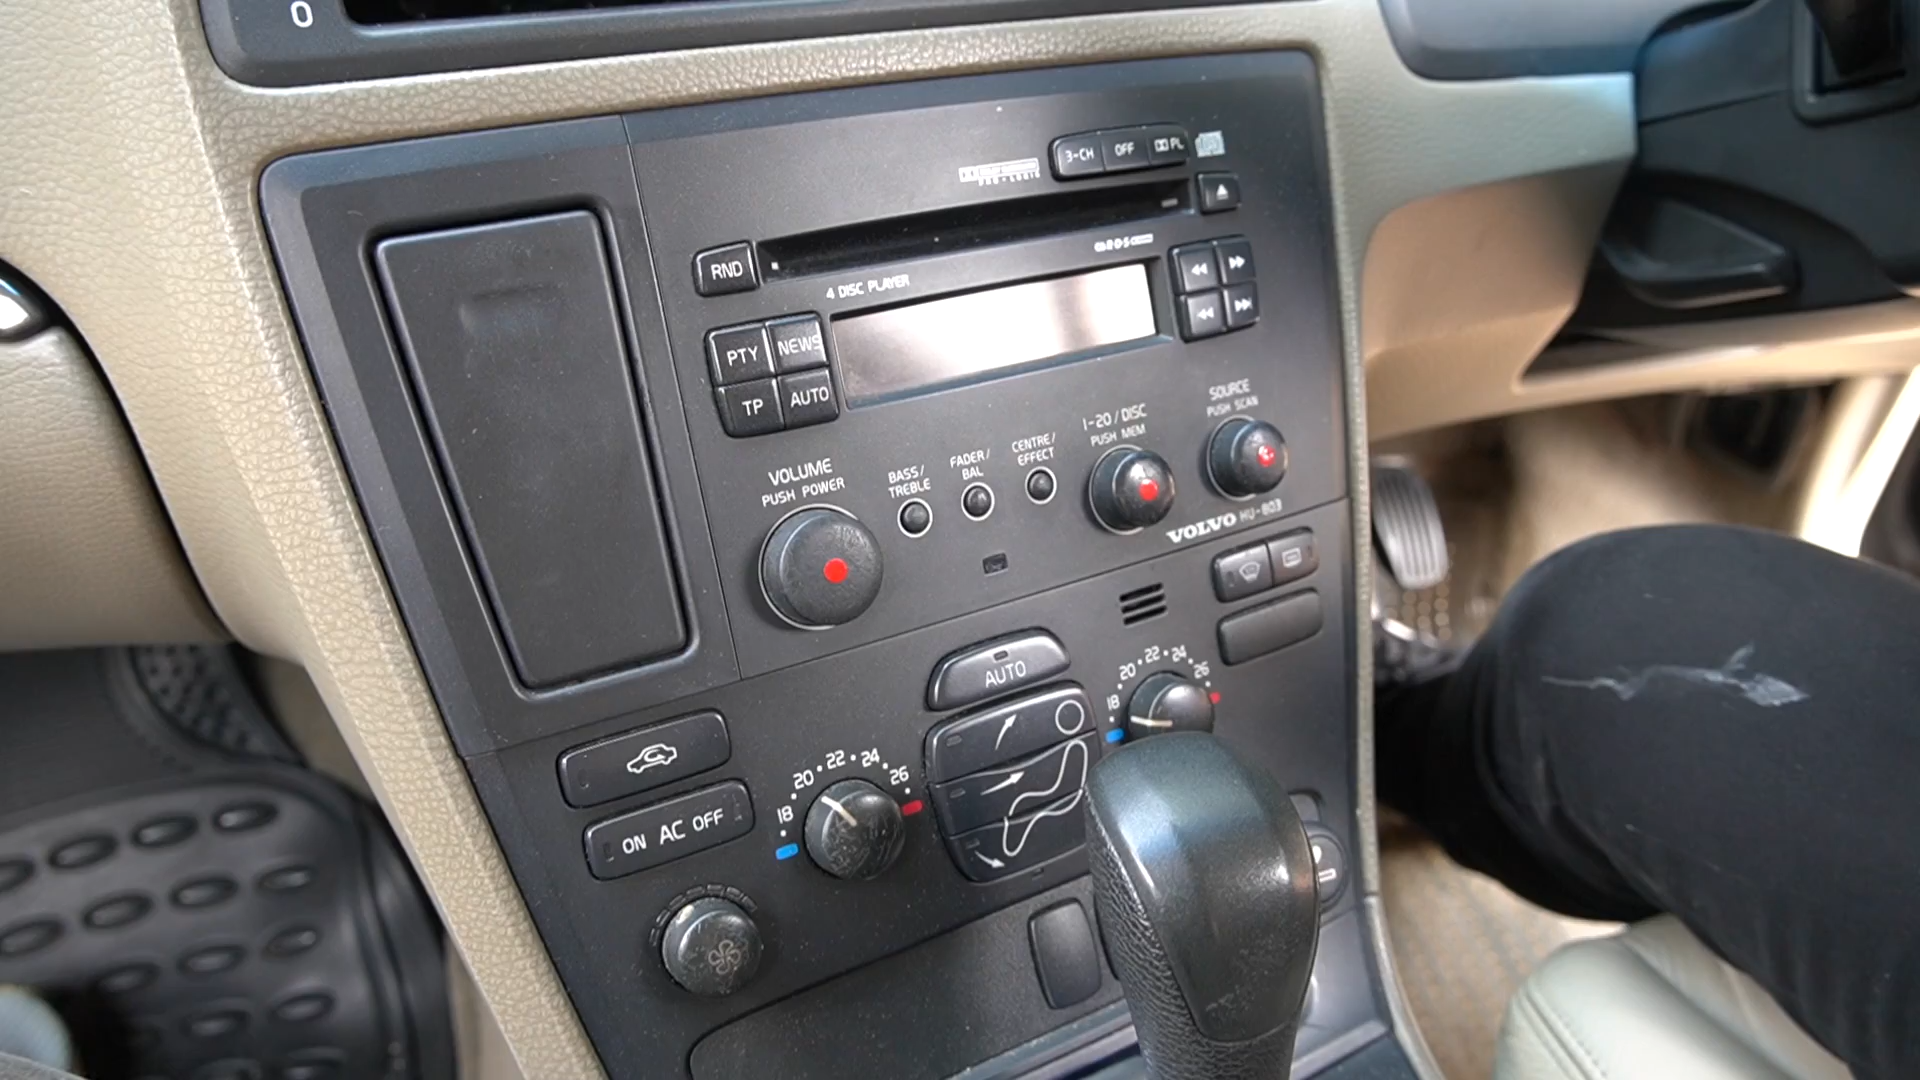 0
3-CH OFF PL
PRO • LOGIC
RND
R·D·S
4 DISC PLAYER
PTY NEWS
TP AUTO
SOURCE
PUSH SCAN
1-20 / DISC
PUSH MEM
CENTRE/
EFFECT
FADER/
BAL
BASS/
TREBLE
VOLUME
PUSH POWER
VOLVO HU-803
AUTO
18 20 22 24 26
18 20 22 24 26
ON AC OFF